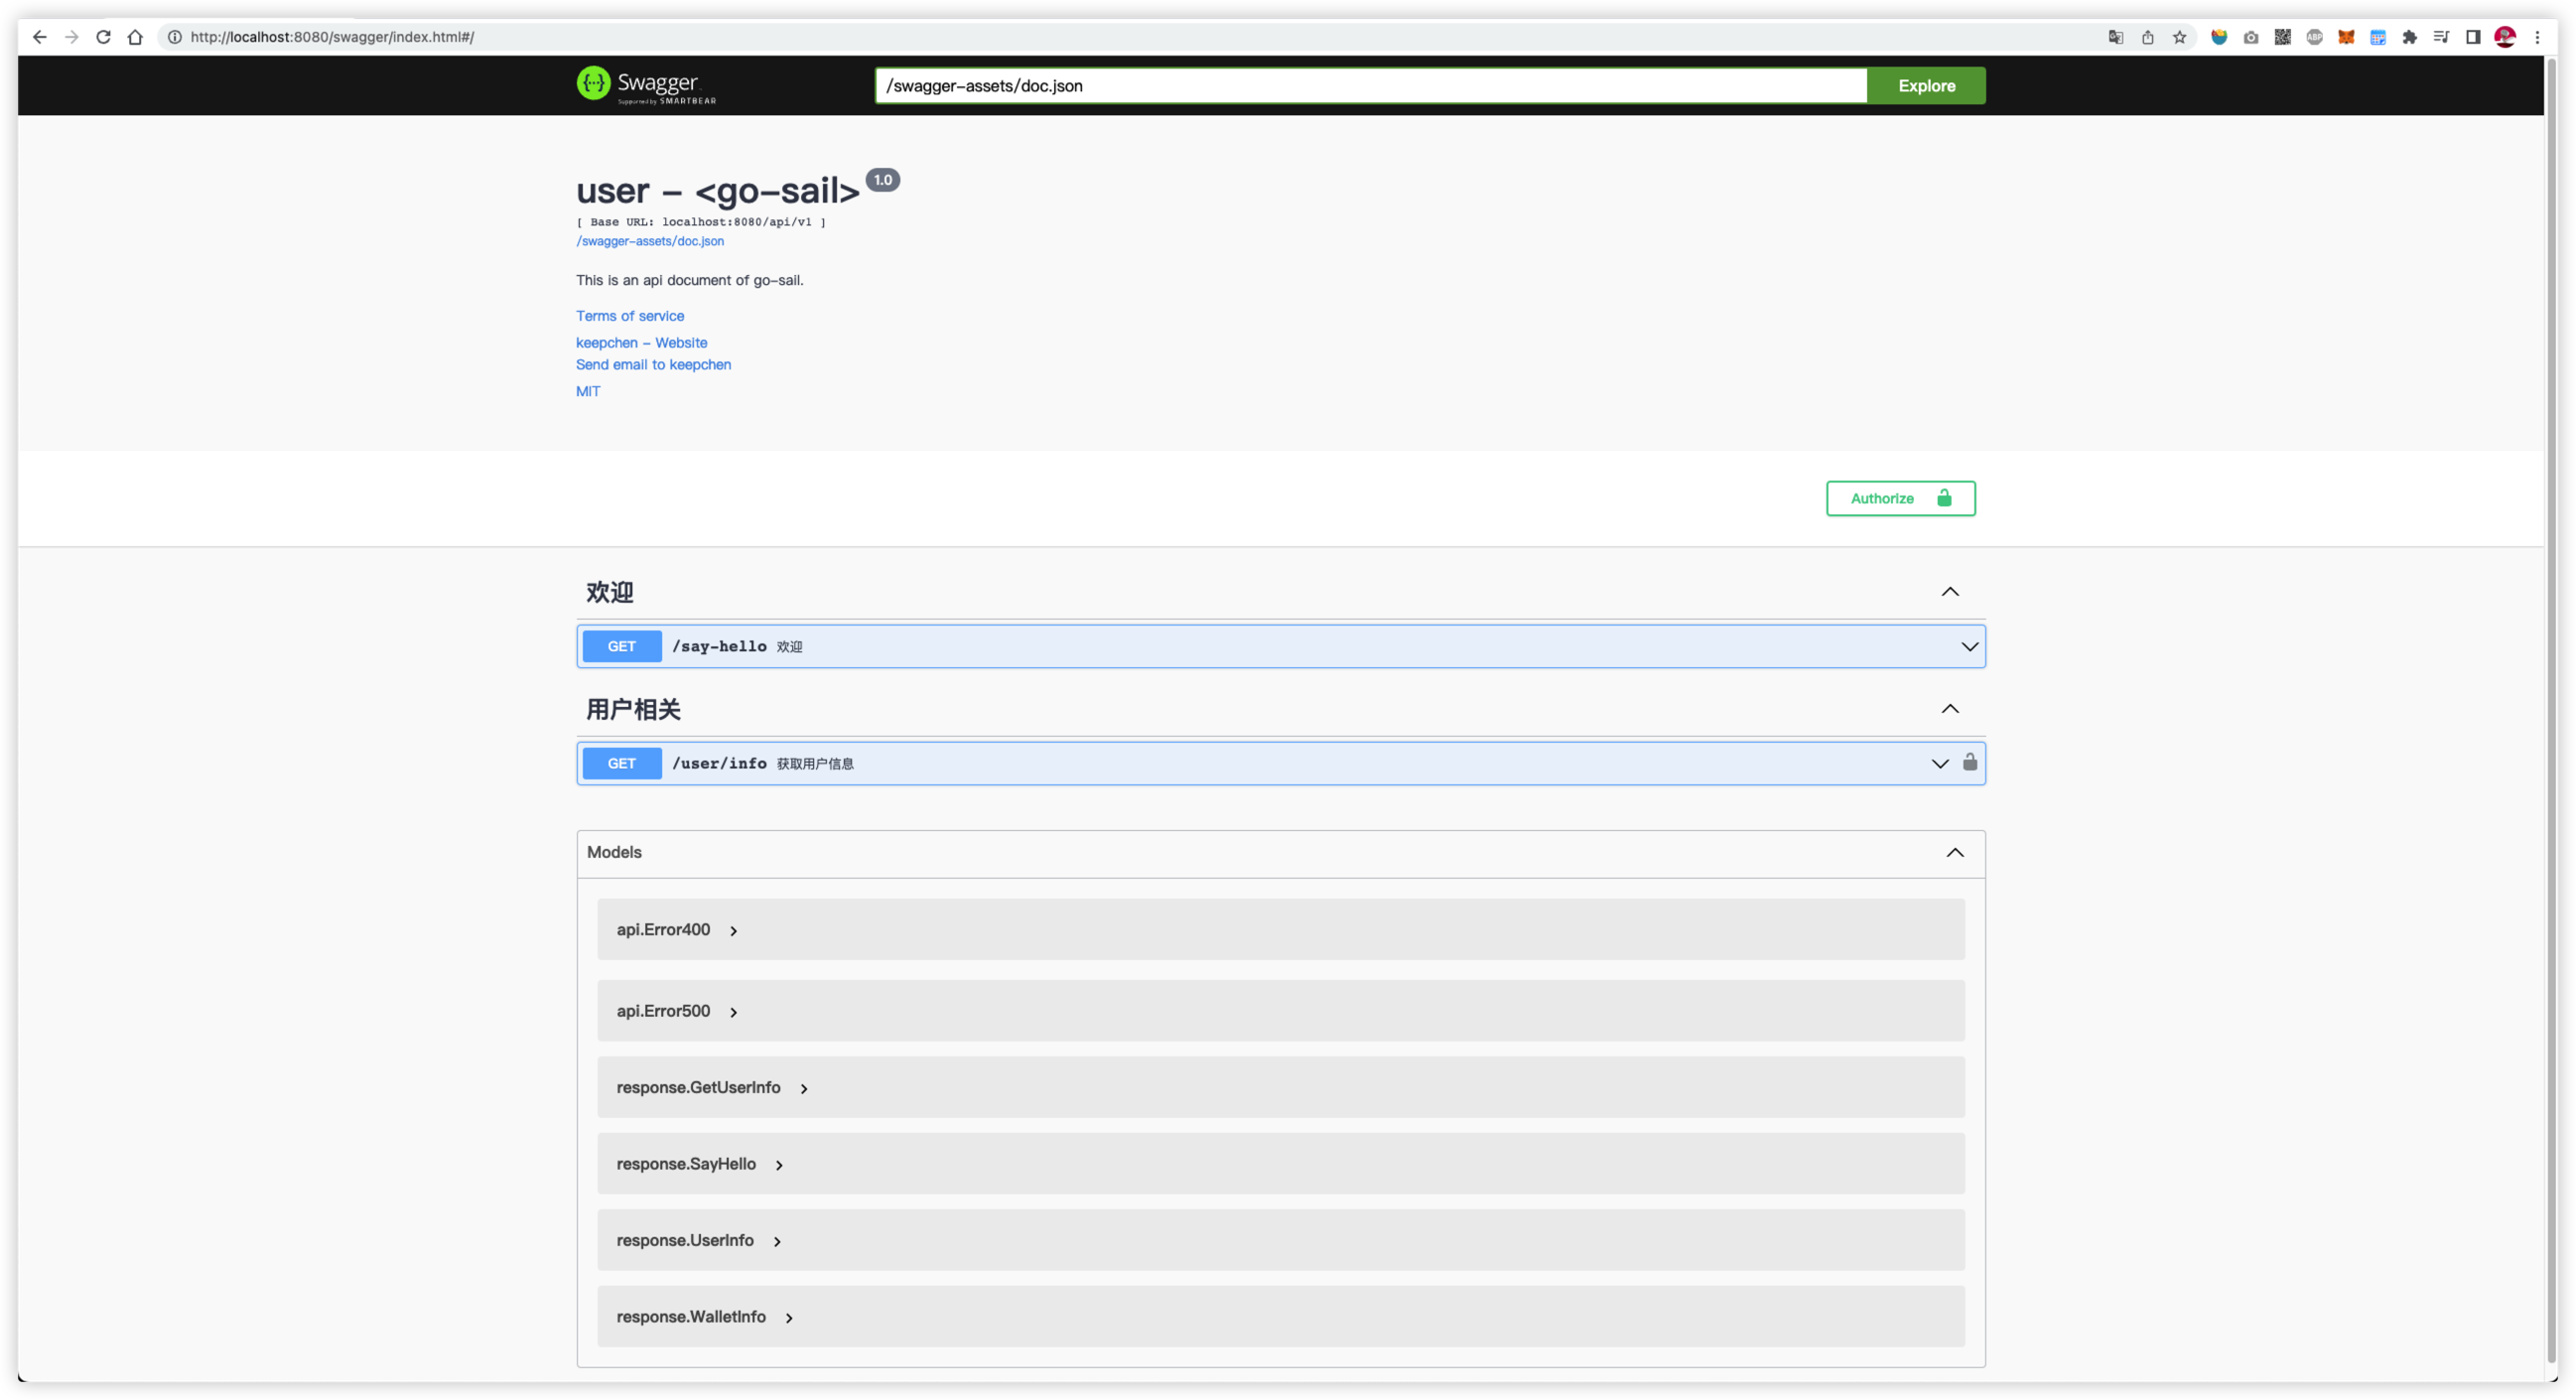 http://localhost:8080/swagger/index.html#/
Swagger
Supported by SMARTBEAR
/swagger-assets/doc.json
Explore
user – <go-sail> 1.0
[ Base URL: localhost:8080/api/v1 ]
/swagger-assets/doc.json
This is an api document of go-sail.
Terms of service
keepchen – Website
Send email to keepchen
MIT
Authorize
欢迎
GET /say-hello 欢迎
用户相关
GET /user/info 获取用户信息
Models
api.Error400
api.Error500
response.GetUserInfo
response.SayHello
response.UserInfo
response.WalletInfo